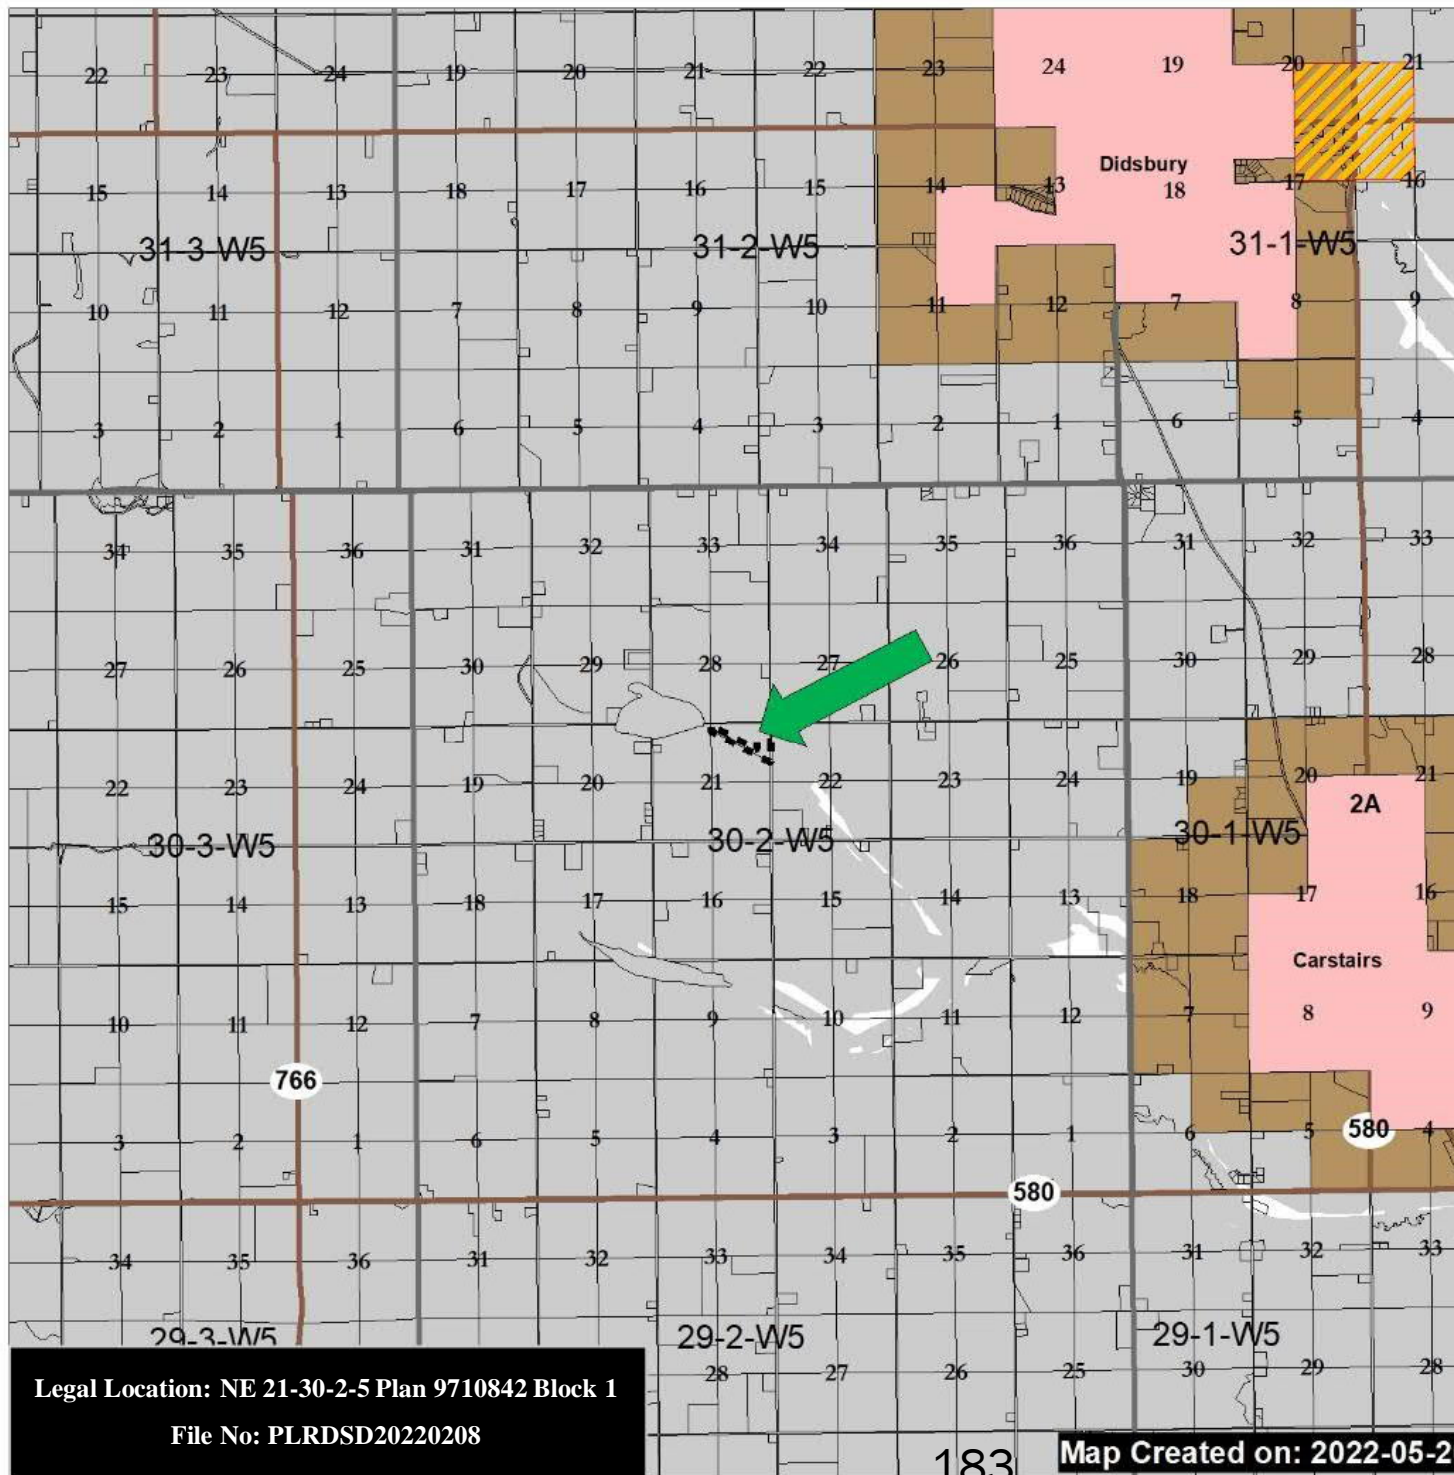 22 23 24 19 20 21 22 23 24 19 20 21
Didsbury
15 14 13 18 17 16 15 14 13 18 17 16
31-3-W5 31-2-W5 31-1-W5
10 11 12 7 8 9 10 11 12 7 8 9
3 2 1 6 5 4 3 2 1 6 5 4
34 35 36 31 32 33 34 35 36 31 32 33
27 26 25 30 29 28 27 26 25 30 29 28
22 23 24 19 20 21 22 23 24 19 20 21
2A
30-3-W5 30-2-W5 30-1-W5
15 14 13 18 17 16 15 14 13 18 17 16
Carstairs
10 11 12 7 8 9 10 11 12 7 8 9
766
3 2 1 6 5 4 3 2 1 6 5 580 4
580
34 35 36 31 32 33 34 35 36 31 32 33
29-3-W5 29-2-W5 29-1-W5
28 27 26 25 30 29 28
Legal Location: NE 21-30-2-5 Plan 9710842 Block 1
File No: PLRDSD20220208
183
Map Created on: 2022-05-2